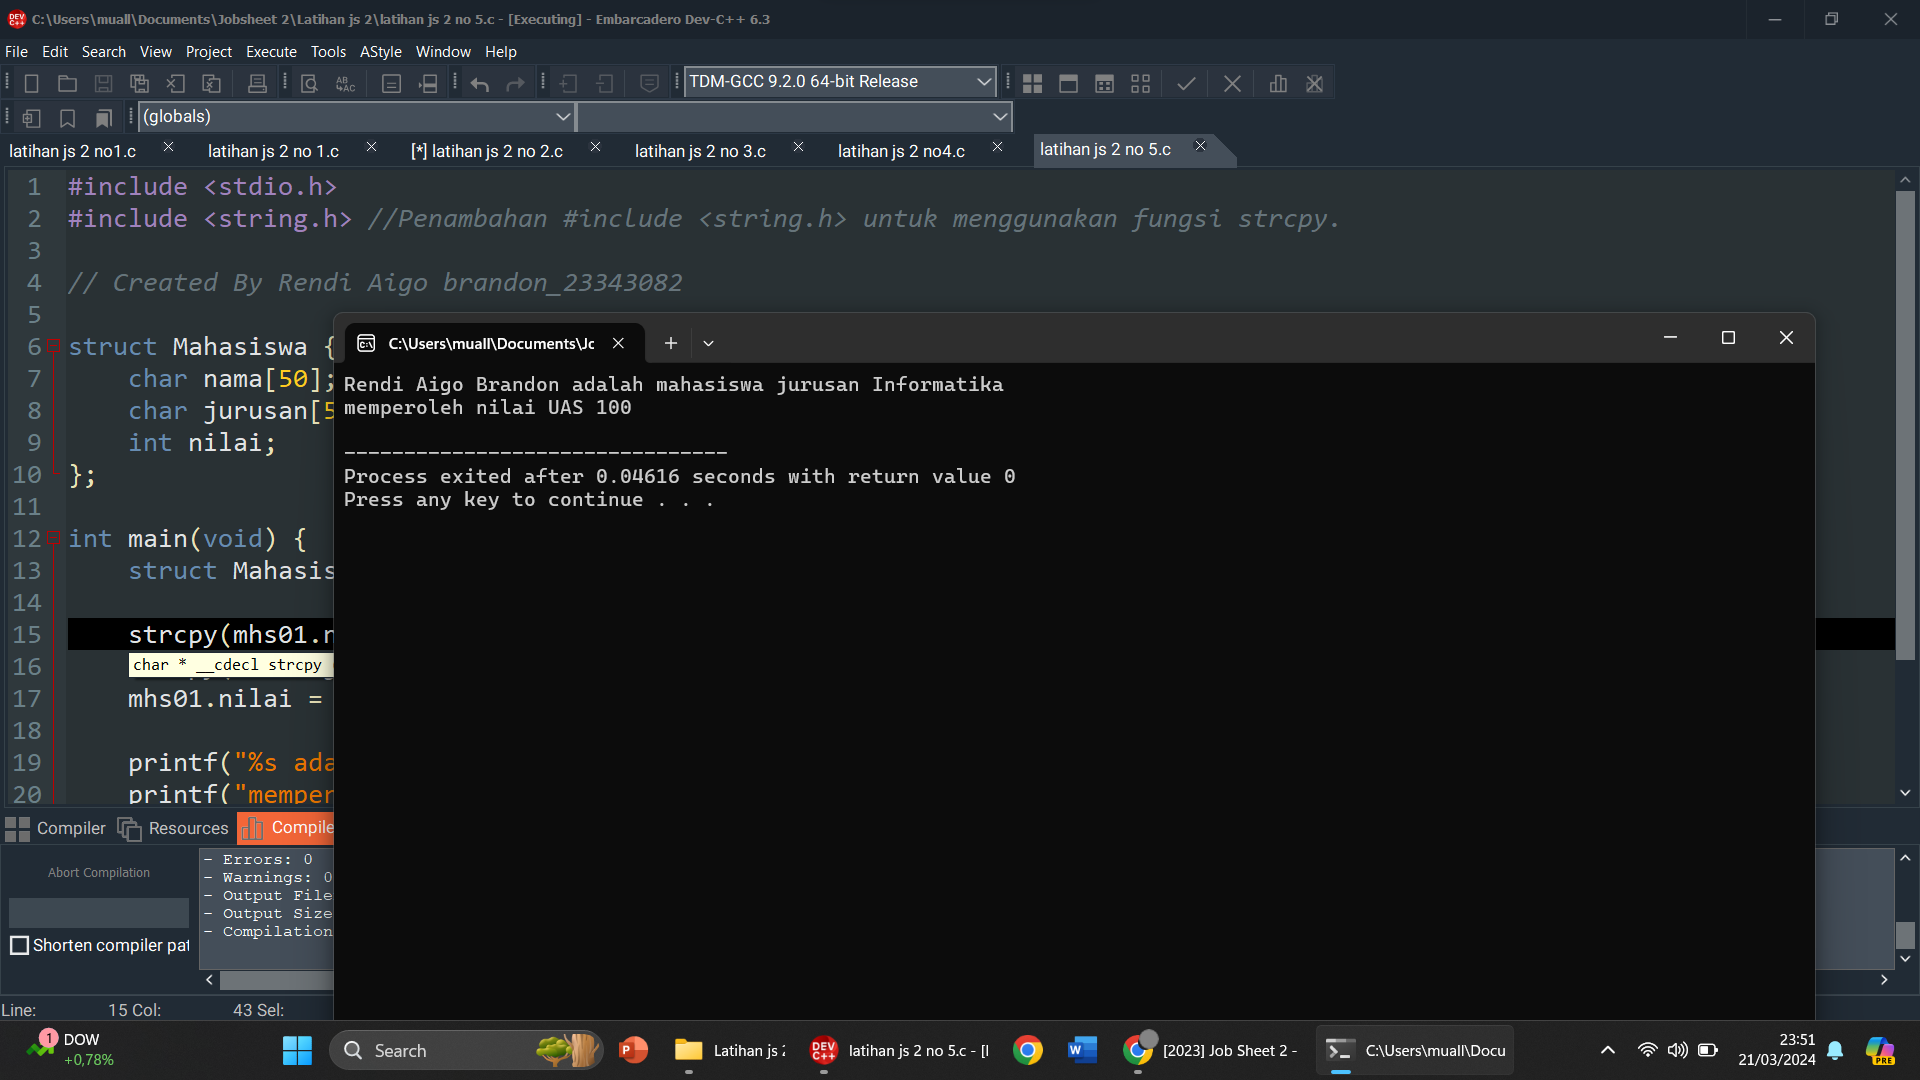 C:\Users\muall\Documents\Jobsheet 2\Latihan js 2\latihan js 2 no 5.c - [Executing] - Embarcadero Dev-C++ 6.3
File Edit Search View Project Execute Tools AStyle Window Help
TDM-GCC 9.2.0 64-bit Release
(globals)
latihan js 2 no1.c latihan js 2 no 1.c [*] latihan js 2 no 2.c latihan js 2 no 3.c latihan js 2 no4.c latihan js 2 no 5.c
1 #include <stdio.h>
2 #include <string.h> //Penambahan #include <string.h> untuk menggunakan fungsi strcpy.
3
4 // Created By Rendi Aigo brandon_23343082
5
6 struct Mahasiswa {
7 char nama[50];
8 char jurusan[5
9 int nilai;
10 };
11
12 int main(void) {
13 struct Mahasis
14
15 strcpy(mhs01.n
16 char * __cdecl strcpy
17 mhs01.nilai =
18
19 printf("%s ada
20 printf("memper
C:\Users\muall\Documents\Jc
Rendi Aigo Brandon adalah mahasiswa jurusan Informatika
memperoleh nilai UAS 100
--------------------------------
Process exited after 0.04616 seconds with return value 0
Press any key to continue . . .
Compiler Resources Compile
Abort Compilation
Shorten compiler pat
- Errors: 0
- Warnings: 0
- Output File
- Output Size
- Compilation
Line: 15 Col: 43 Sel:
1 DOW
+0,78%
Search
Latihan js 2
latihan js 2 no 5.c - [I
[2023] Job Sheet 2 -
C:\Users\muall\Docu
23:51
21/03/2024
PRE